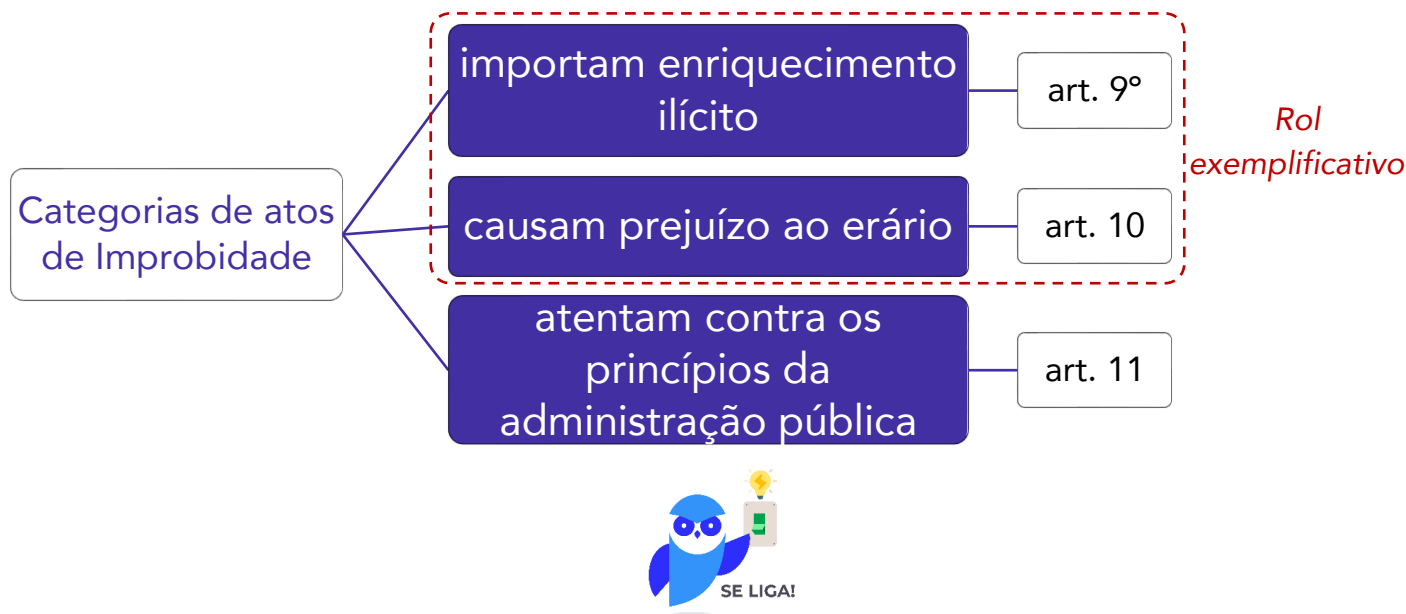 importam enriquecimento
ilícito
art. 9º
Rol
exemplificativo
Categorias de atos
de Improbidade
causam prejuízo ao erário
art. 10
atentam contra os
princípios da
administração pública
art. 11
SE LIGA!